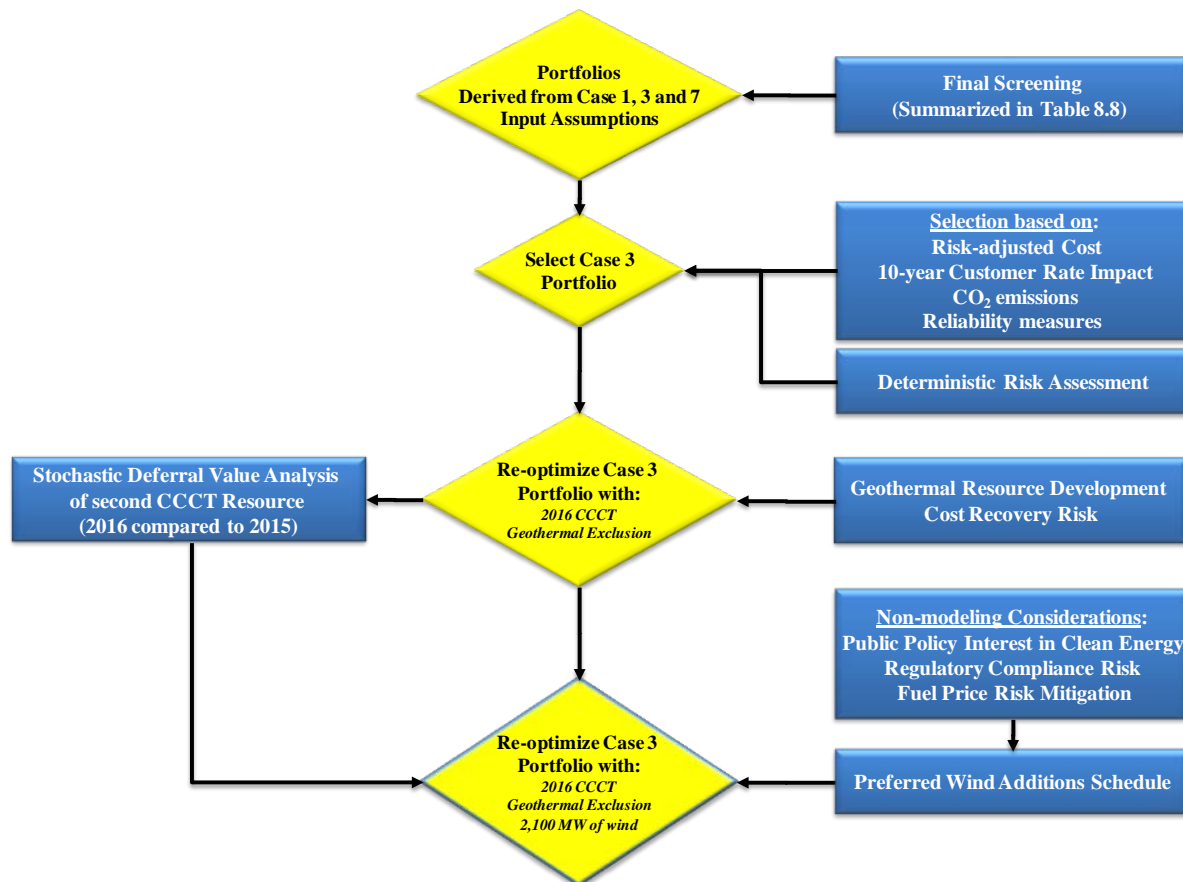 Portfolios
Derived from Case 1, 3 and 7
Input Assumptions
Final Screening
(Summarized in Table 8.8)
Select Case 3
Portfolio
Selection based on:
Risk-adjusted Cost
10-year Customer Rate Impact
CO₂ emissions
Reliability measures
Deterministic Risk Assessment
Re-optimize Case 3
Portfolio with:
2016 CCCT
Geothermal Exclusion
Stochastic Deferral Value Analysis
of second CCCT Resource
(2016 compared to 2015)
Geothermal Resource Development
Cost Recovery Risk
Non-modeling Considerations:
Public Policy Interest in Clean Energy
Regulatory Compliance Risk
Fuel Price Risk Mitigation
Re-optimize Case 3
Portfolio with:
2016 CCCT
Geothermal Exclusion
2,100 MW of wind
Preferred Wind Additions Schedule